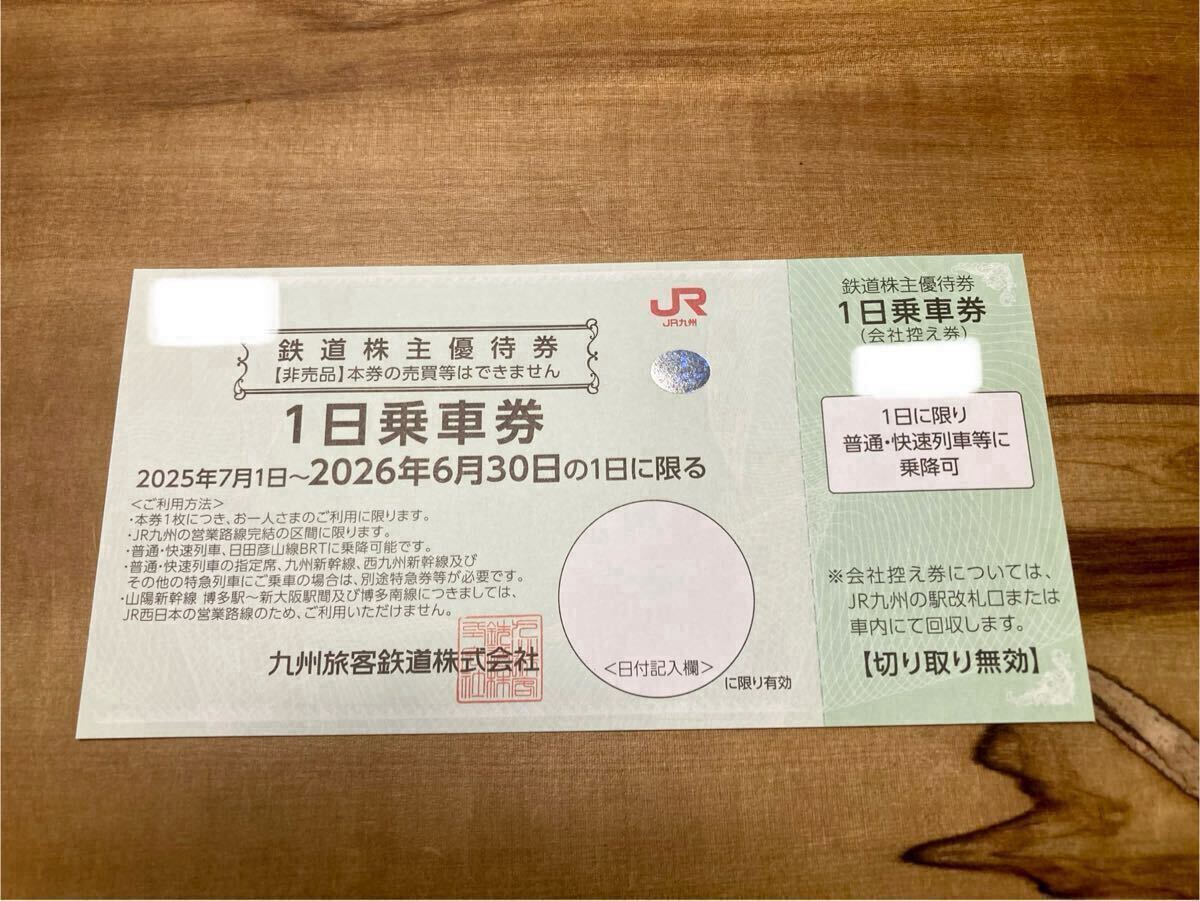 JR
JR九州
鉄道株主優待券
【非売品】本券の売買等はできません
1日乗車券
2025年7月1日～2026年6月30日の1日に限る
＜ご利用方法＞
・本券1枚につき、お一人さまのご利用に限ります。
・JR九州の営業路線完結の区間に限ります。
・普通・快速列車、日田彦山線BRTに乗降可能です。
・普通・快速列車の指定席、九州新幹線、西九州新幹線及び
その他の特急列車にご乗車の場合は、別途特急券等が必要です。
・山陽新幹線 博多駅～新大阪駅間及び博多南線につきましては、
JR西日本の営業路線のため、ご利用いただけません。
九州旅客鉄道株式会社
＜日付記入欄＞
に限り有効
鉄道株主優待券
1日乗車券
(会社控え券)
1日に限り
普通・快速列車等に
乗降可
※会社控え券については、
JR九州の駅改札口または
車内にて回収します。
【切り取り無効】